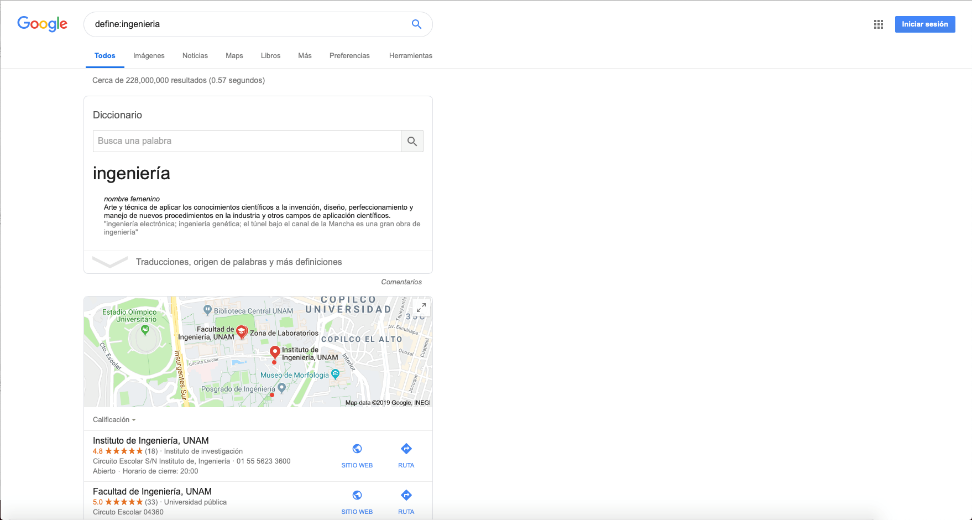 Google
define:ingenieria
Iniciar sesión
Todos Imágenes Noticias Maps Libros Más Preferencias Herramientas
Cerca de 228,000,000 resultados (0.57 segundos)
Diccionario
Busca una palabra
ingeniería
nombre femenino
Arte y técnica de aplicar los conocimientos científicos a la invención, diseño, perfeccionamiento y
manejo de nuevos procedimientos en la industria y otros campos de aplicación científicos.
"ingeniería electrónica; ingeniería genética; el túnel bajo el canal de la Mancha es una gran obra de
ingeniería"
Traducciones, origen de palabras y más definiciones
Comentarios
COPILCO
UNIVERSIDAD
Estadio Olímpico
Universitario
Biblioteca Central UNAM
Facultad de
Ingeniería, UNAM
Zona de Laboratorios
COPILCO EL ALTO
Instituto de
Ingeniería, UNAM
Insurgentes Sur
Museo de Morfología
Posgrado de Ingeniería
Map data ©2019 Google, INEGI
Calificación
Instituto de Ingeniería, UNAM
4.8 ★★★★★ (18) · Instituto de investigación
Circuito Escolar S/N Instituto de, Ingeniería · 01 55 5623 3600
Abierto · Horario de cierre: 20:00
SITIO WEB RUTA
Facultad de Ingeniería, UNAM
5.0 ★★★★★ (33) · Universidad pública
Circuito Escolar 04360
SITIO WEB RUTA